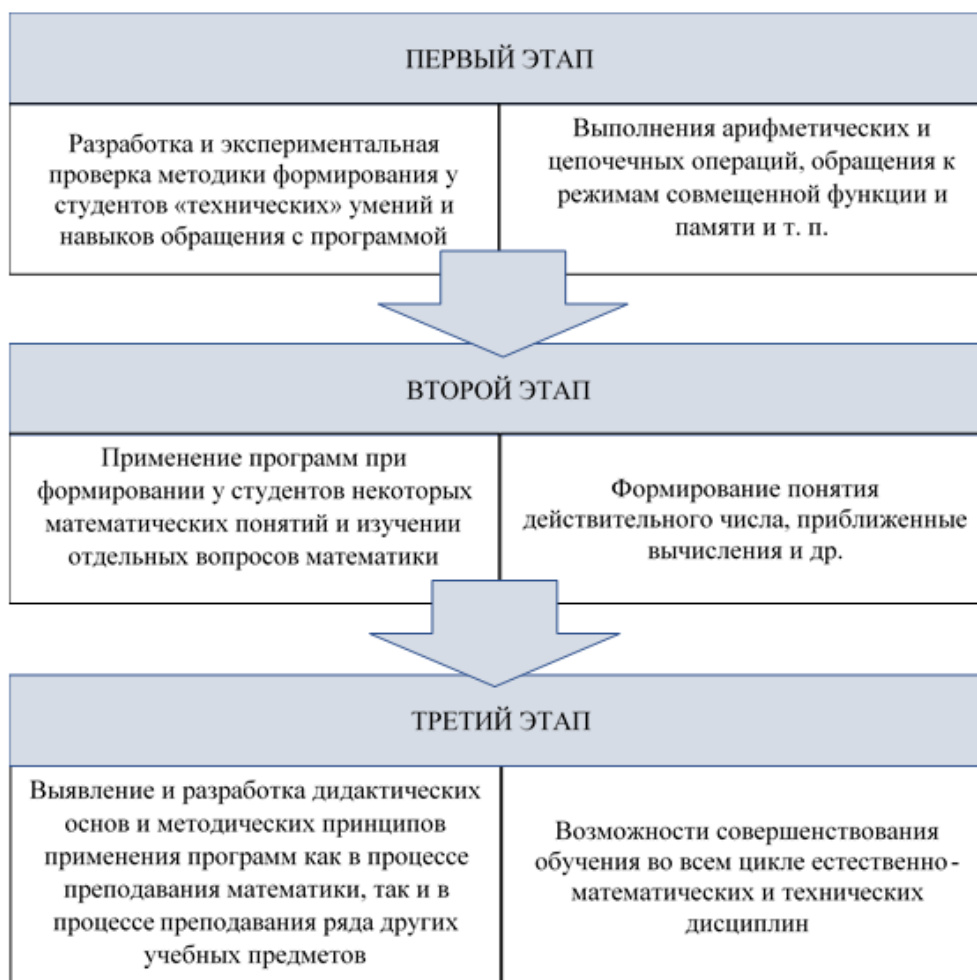 ПЕРВЫЙ ЭТАП
Разработка и экспериментальная
проверка методики формирования у
студентов «технических» умений и
навыков обращения с программой
Выполнения арифметических и
цепочечных операций, обращения к
режимам совмещенной функции и
памяти и т. п.
ВТОРОЙ ЭТАП
Применение программ при
формировании у студентов некоторых
математических понятий и изучении
отдельных вопросов математики
Формирование понятия
действительного числа, приближенные
вычисления и др.
ТРЕТИЙ ЭТАП
Выявление и разработка дидактических
основ и методических принципов
применения программ как в процессе
преподавания математики, так и в
процессе преподавания ряда других
учебных предметов
Возможности совершенствования
обучения во всем цикле естественно-
математических и технических
дисциплин